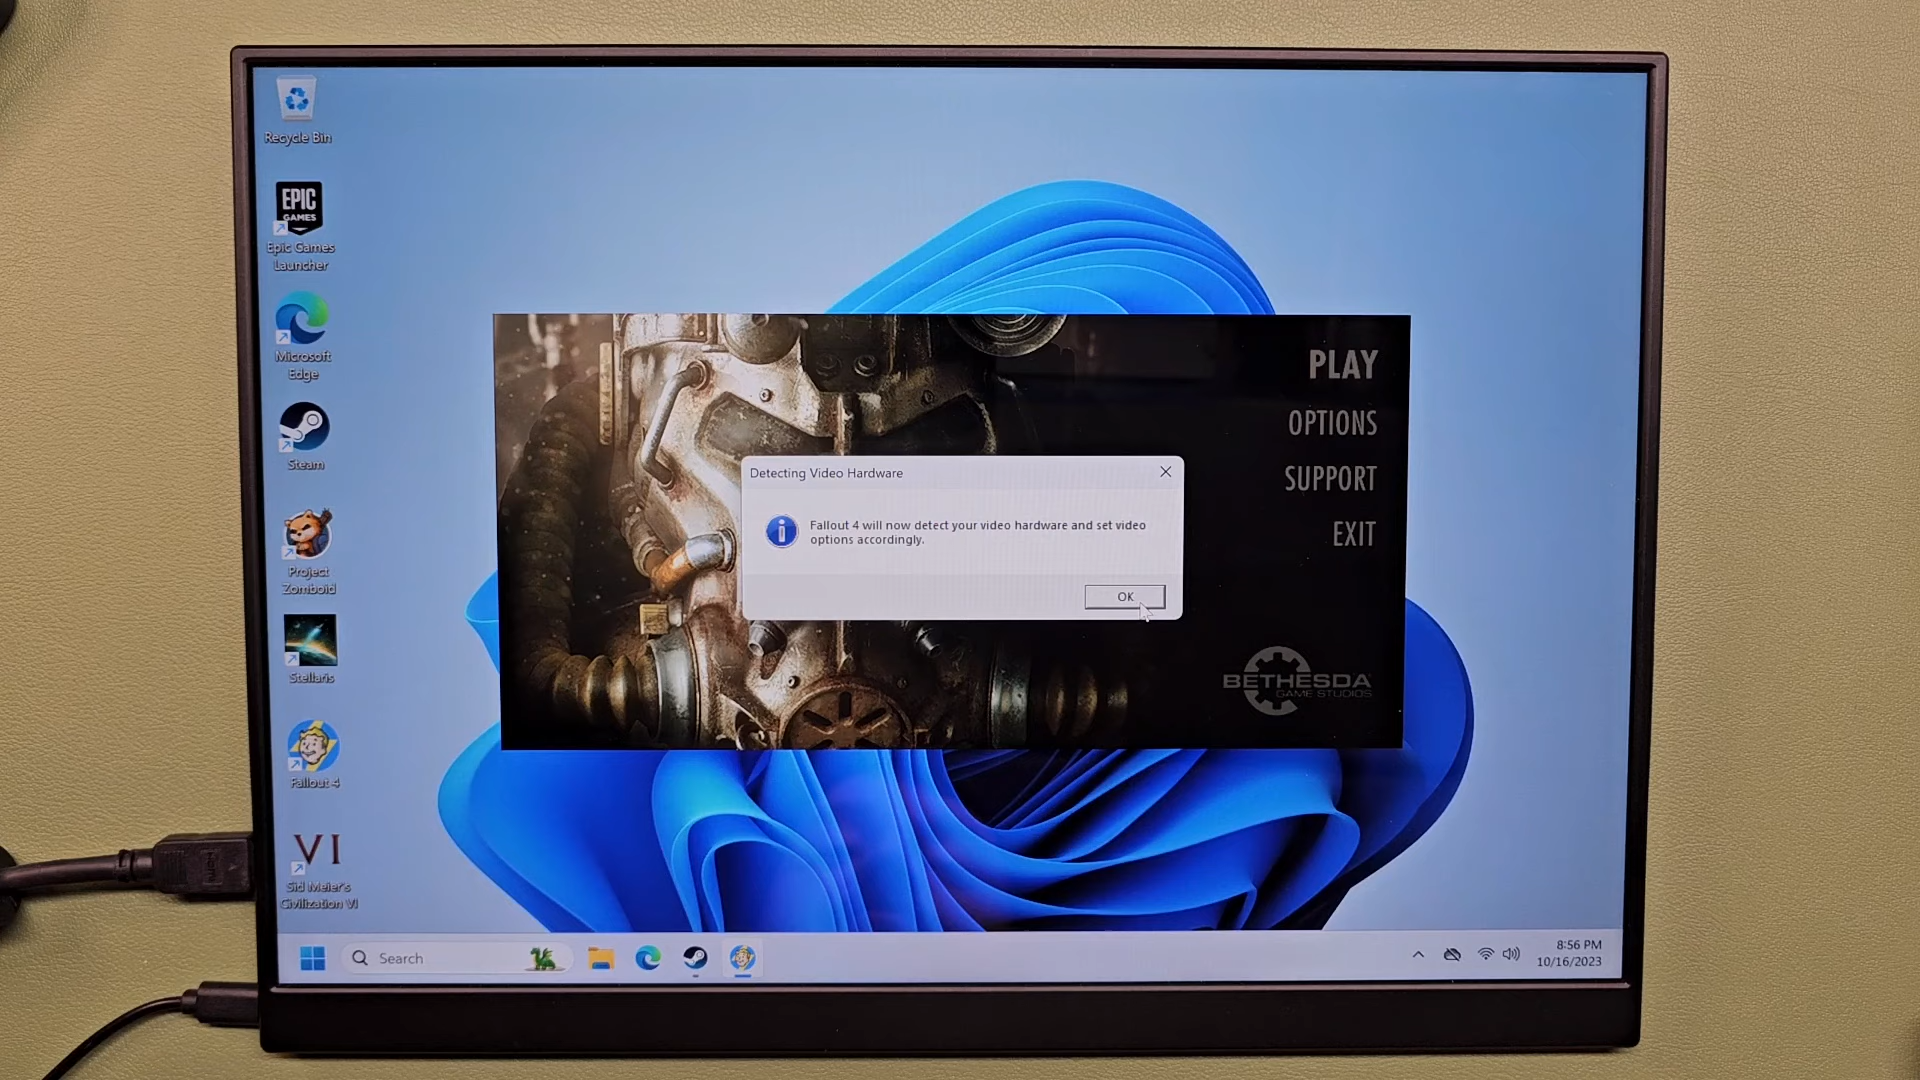 Recycle Bin
EPIC
GAMES
Epic Games
Launcher
Microsoft
Edge
Steam
Project
Zomboid
Stellaris
Fallout 4
VI
Sid Meier's
Civilization VI
PLAY
OPTIONS
SUPPORT
EXIT
Detecting Video Hardware
Fallout 4 will now detect your video hardware and set video
options accordingly.
OK
BETHESDA
GAME STUDIOS
Search
8:56 PM
10/16/2023